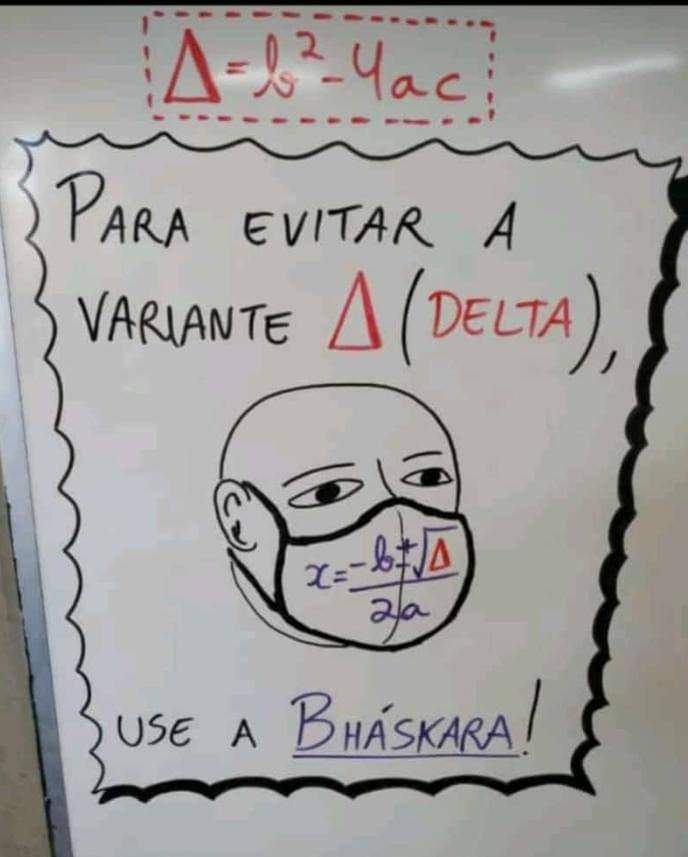 Δ=b²-4ac
PARA EVITAR A
VARIANTE Δ (DELTA),
x=-b±√Δ
2a
USE A BHÁSKARA!